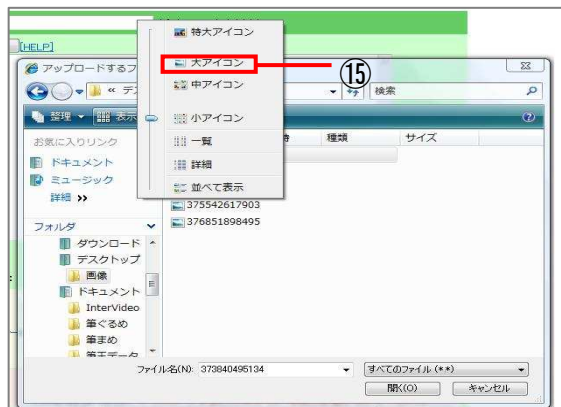 [HELP]
特大アイコン
大アイコン
⑮
中アイコン
小アイコン
一覧
詳細
並べて表示
アップロードするフ
« デ
検索
整理 表示
お気に入りリンク
種類 サイズ
ドキュメント
ミュージック
詳細 »
375542617903
376851898495
フォルダ
ダウンロード
デスクトップ
画像
ドキュメント
InterVideo
筆ぐるめ
筆まめ
筆王データ
ファイル名(N): 373840495134
すべてのファイル (**)
開く(O) キャンセル